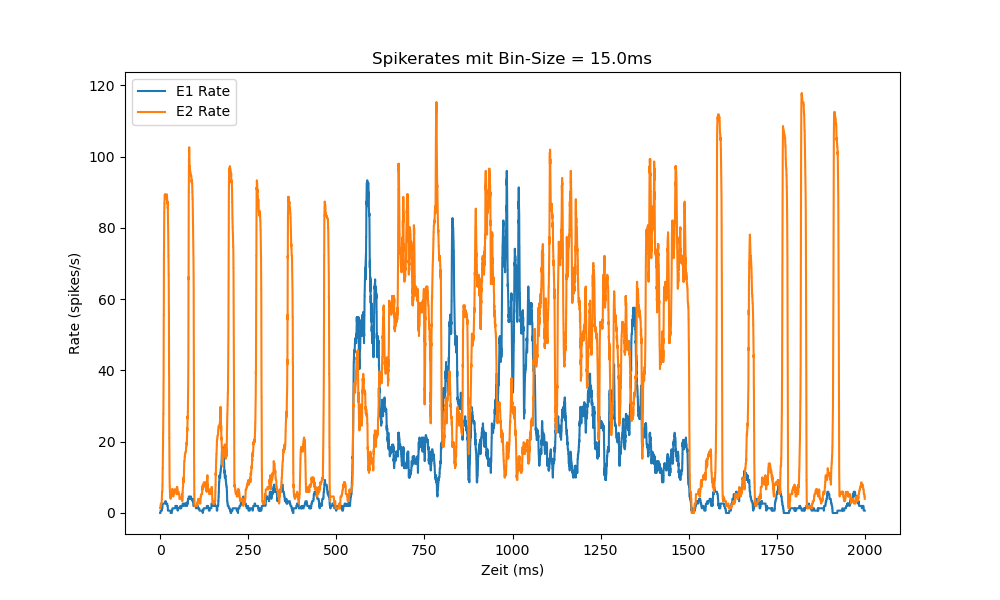 Spikerates mit Bin-Size = 15.0ms
E1 Rate
E2 Rate
120
100
80
60
40
20
0
Rate (spikes/s)
0 250 500 750 1000 1250 1500 1750 2000
Zeit (ms)